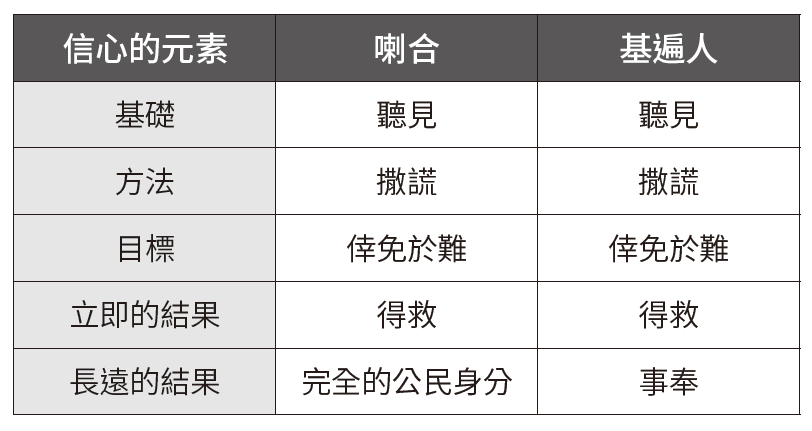 信心的元素 喇合 基遍人
基礎 聽見 聽見
方法 撒謊 撒謊
目標 倖免於難 倖免於難
立即的結果 得救 得救
長遠的結果 完全的公民身分 事奉